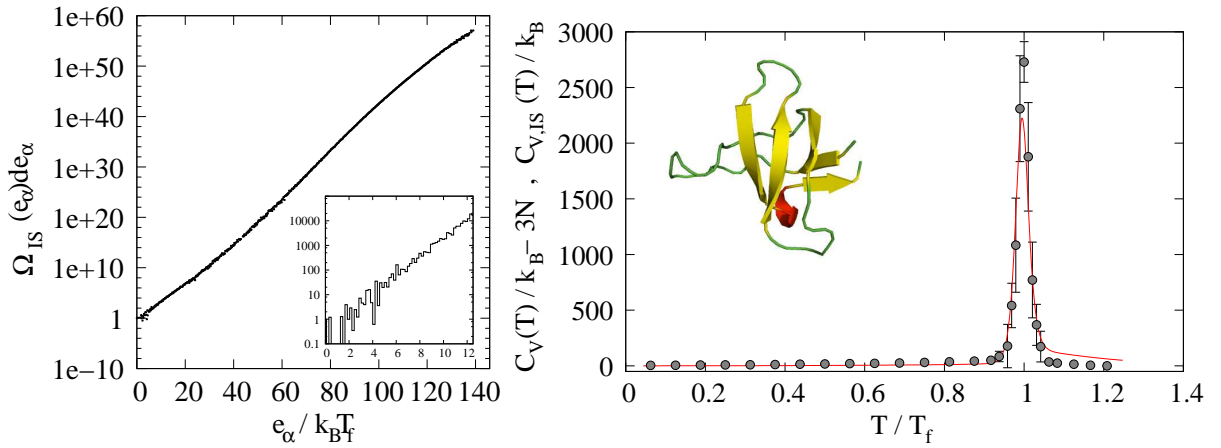 Ω_IS (e_α)de_α
1e+60
1e+50
1e+40
1e+30
1e+20
1e+10
1
1e−10
0 20 40 60 80 100 120 140
e_α / k_B T_f
10000
1000
100
10
1
0.1
0 2 4 6 8 10 12
C_V(T) / k_B − 3N , C_V,IS (T) / k_B
3000
2500
2000
1500
1000
500
0
0 0.2 0.4 0.6 0.8 1 1.2 1.4
T / T_f